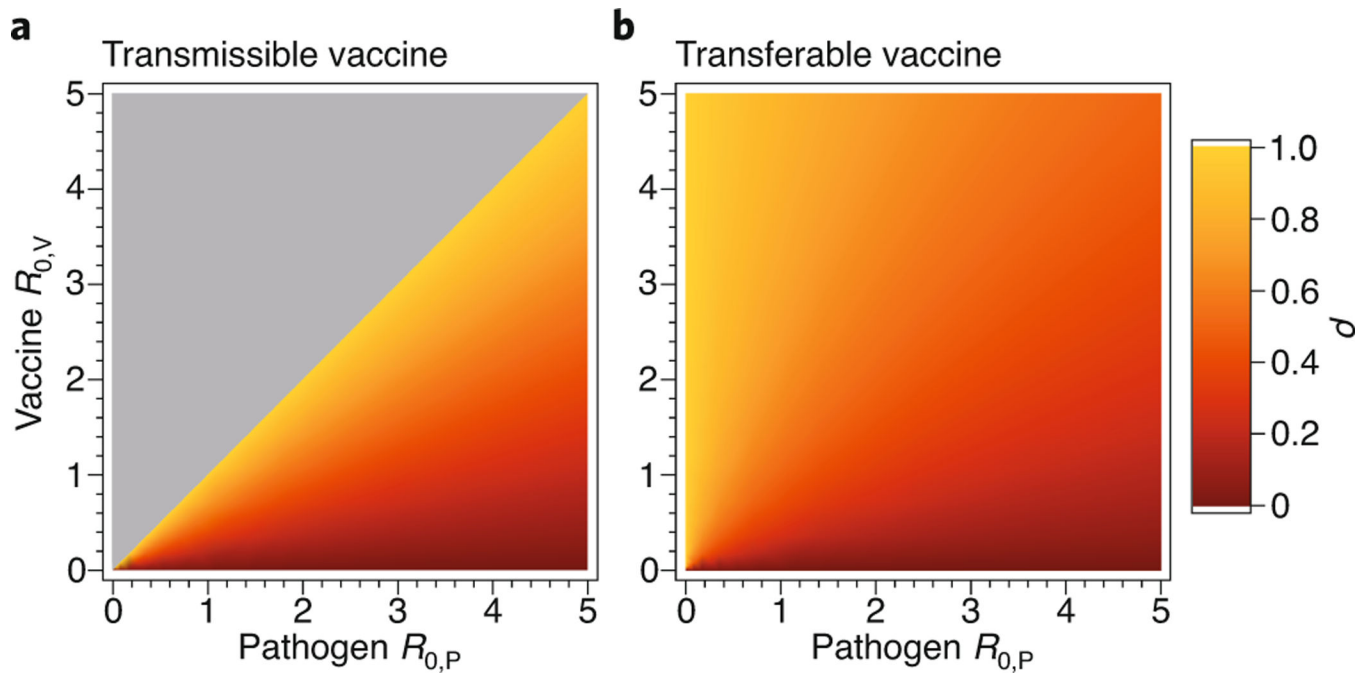 a
Transmissible vaccine
5
4
3
2
1
0
Vaccine R0,V
0 1 2 3 4 5
Pathogen R0,P
b
Transferable vaccine
5
4
3
2
1
0
0 1 2 3 4 5
Pathogen R0,P
1.0
0.8
0.6
0.4
0.2
0
d